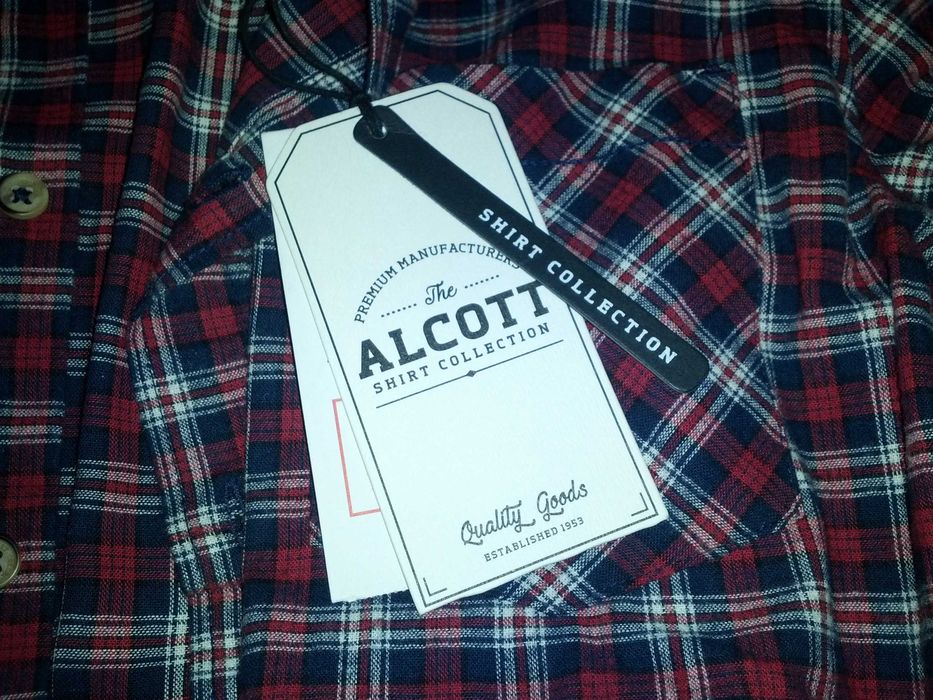 PREMIUM MANUFACTURERS
The
ALCOTT
SHIRT COLLECTION
Quality Goods
ESTABLISHED 1953
SHIRT COLLECTION